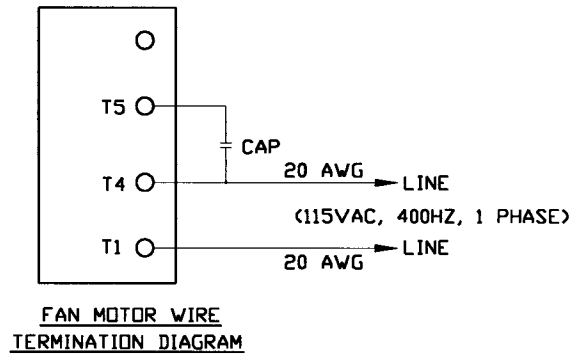 T5
CAP
20 AWG
T4
LINE
(115VAC, 400HZ, 1 PHASE)
T1
LINE
20 AWG
FAN MOTOR WIRE
TERMINATION DIAGRAM